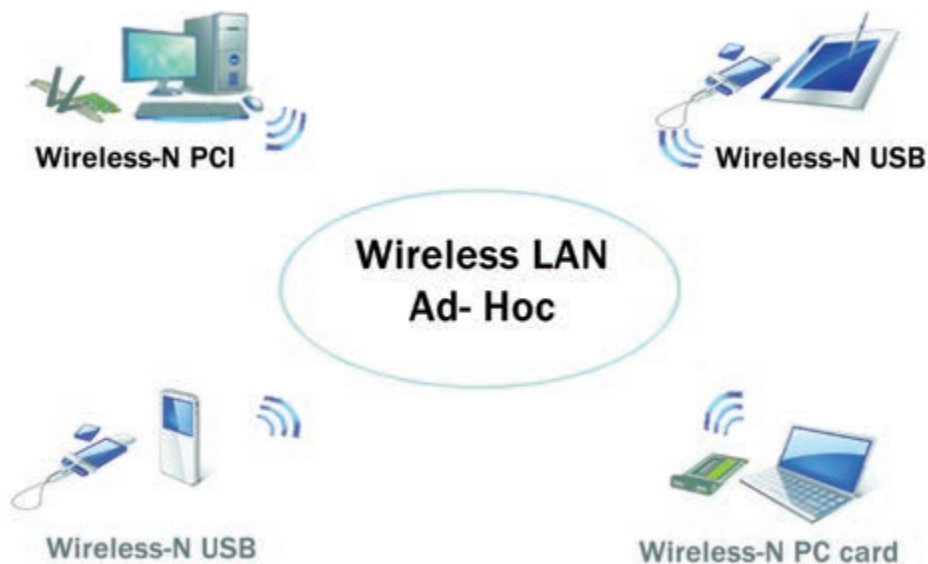 Wireless-N PCI
Wireless-N USB
Wireless LAN
Ad- Hoc
Wireless-N USB
Wireless-N PC card